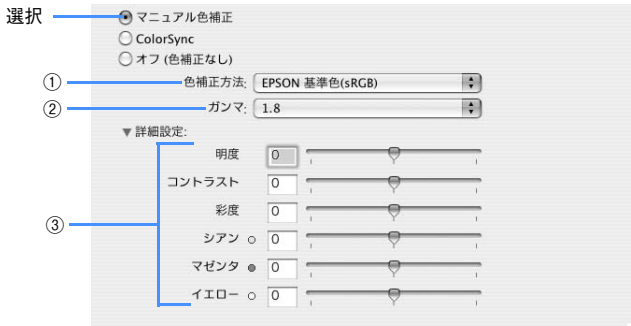 選択
マニュアル色補正
ColorSync
オフ (色補正なし)
① 色補正方法: EPSON 基準色(sRGB)
② ガンマ: 1.8
▼詳細設定:
明度 0
コントラスト 0
彩度 0
③
シアン 0
マゼンタ 0
イエロー 0